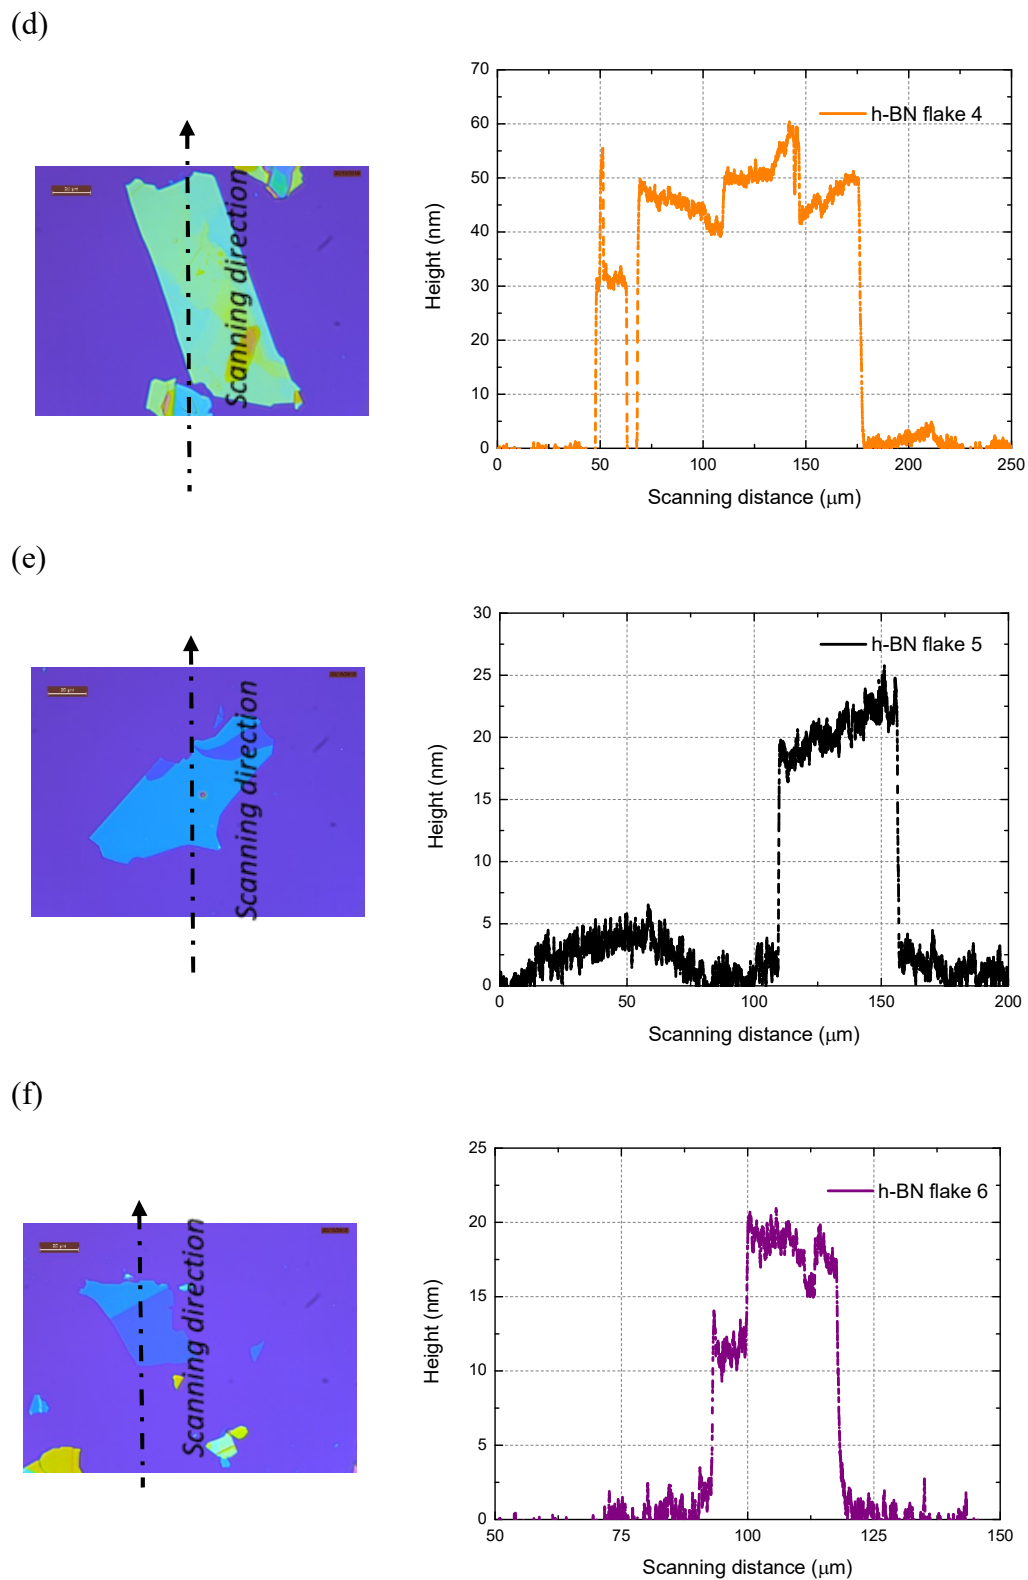 (d)
Scanning direction
70
60
50
40
30
20
10
0
h-BN flake 4
Height (nm)
0 50 100 150 200 250
Scanning distance (μm)
(e)
Scanning direction
30
25
20
15
10
5
0
h-BN flake 5
Height (nm)
0 50 100 150 200
Scanning distance (μm)
(f)
Scanning direction
25
20
15
10
5
0
h-BN flake 6
Height (nm)
50 75 100 125 150
Scanning distance (μm)